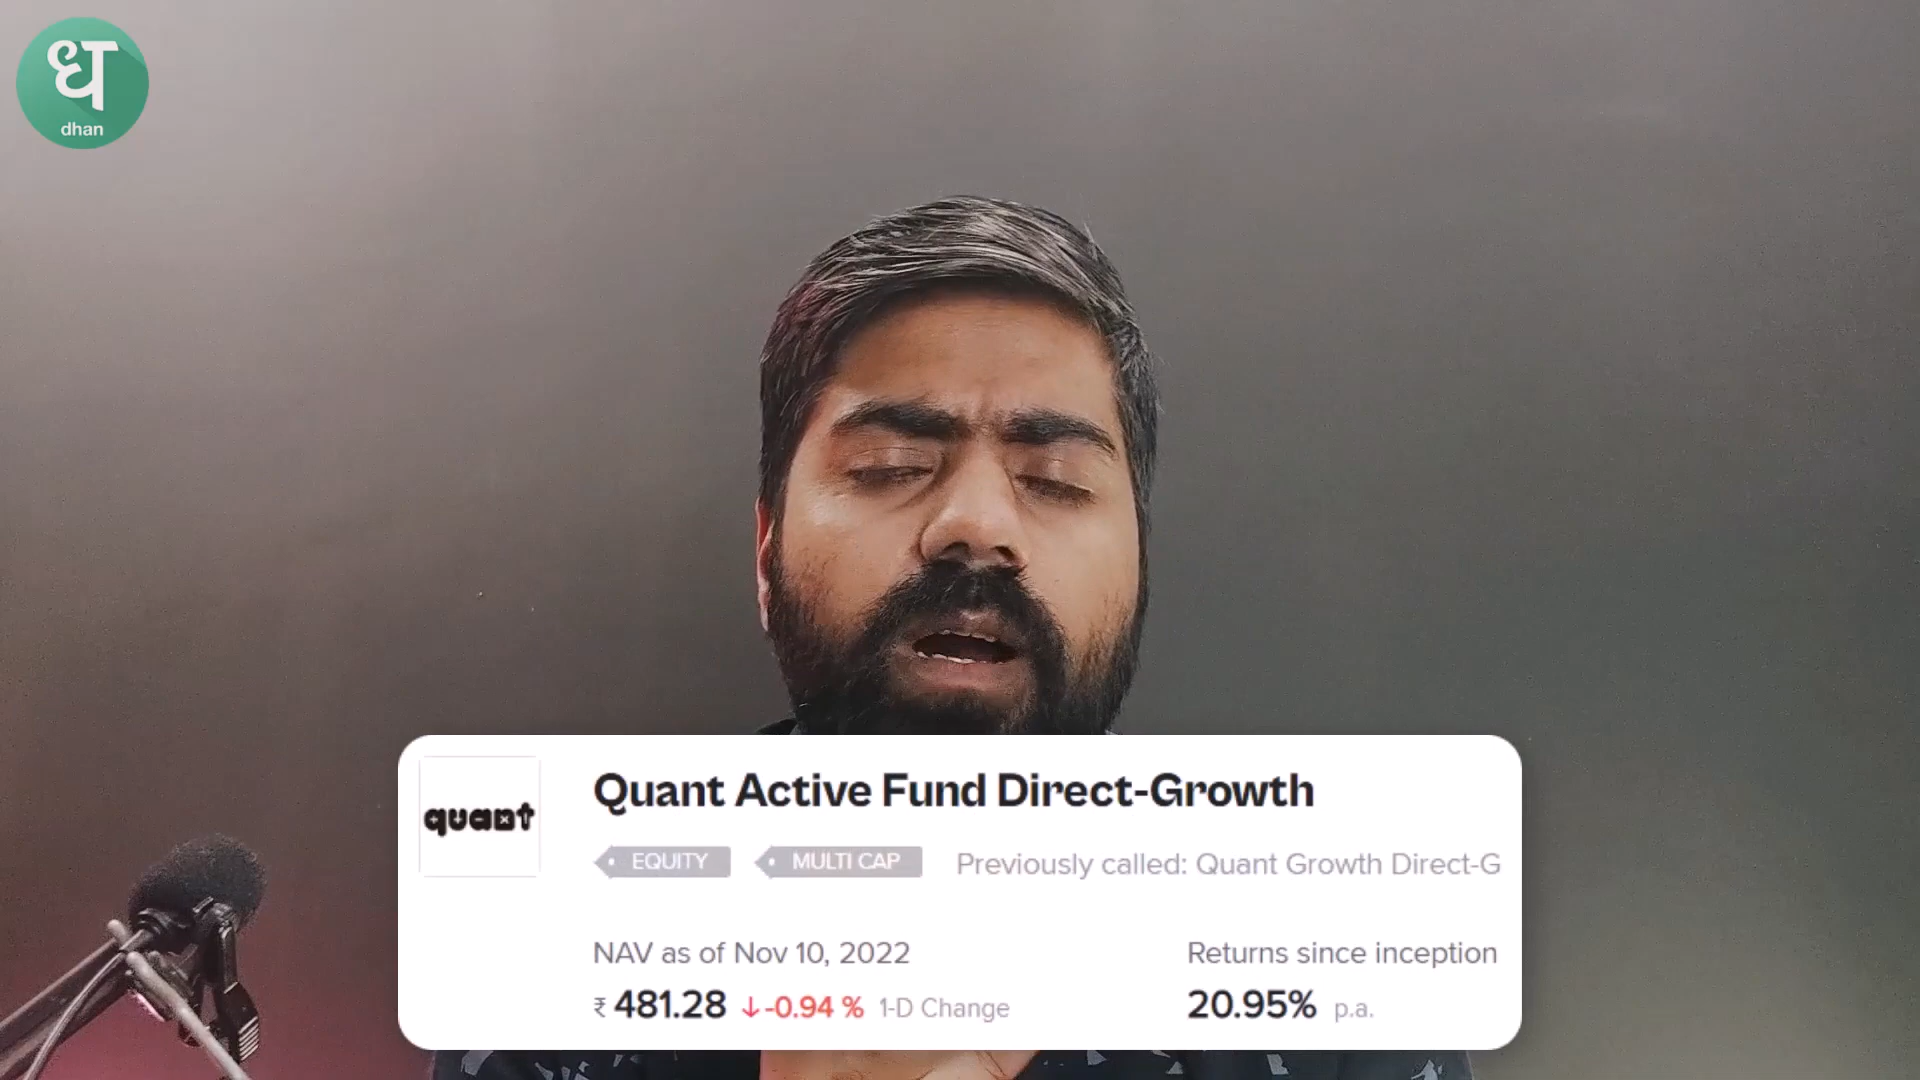 ध
dhan
quant
Quant Active Fund Direct-Growth
EQUITY
MULTI CAP
Previously called: Quant Growth Direct-G
NAV as of Nov 10, 2022
Returns since inception
₹ 481.28 ↓-0.94 % 1-D Change
20.95% p.a.